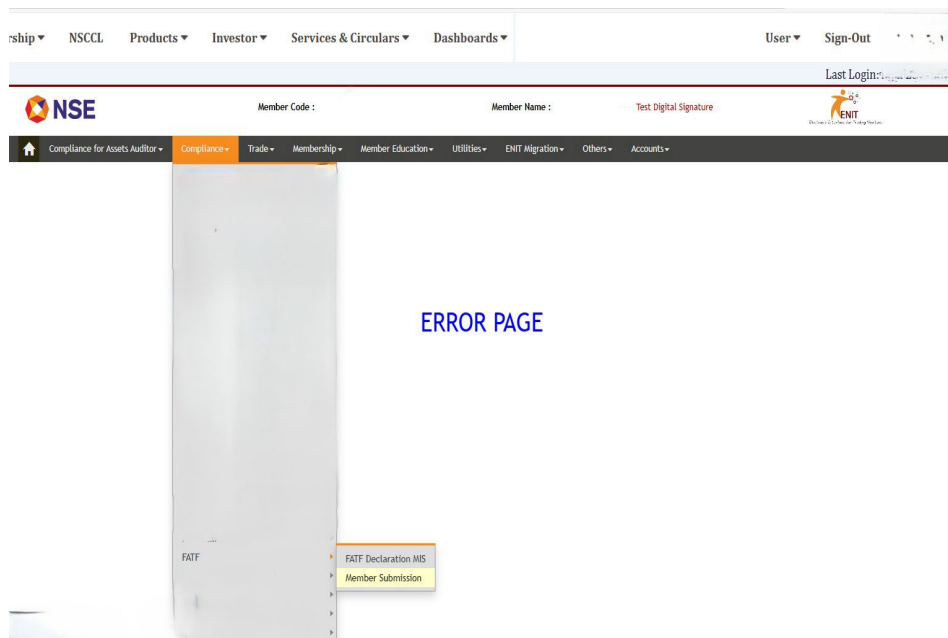 rship NSCCL Products Investor Services & Circulars Dashboards User Sign-Out
Last Login:
NSE Member Code : Member Name : Test Digital Signature ENIT
Compliance for Assets Auditor Compliance Trade Membership Member Education Utilities ENIT Migration Others Accounts
ERROR PAGE
FATF FATF Declaration MIS
Member Submission